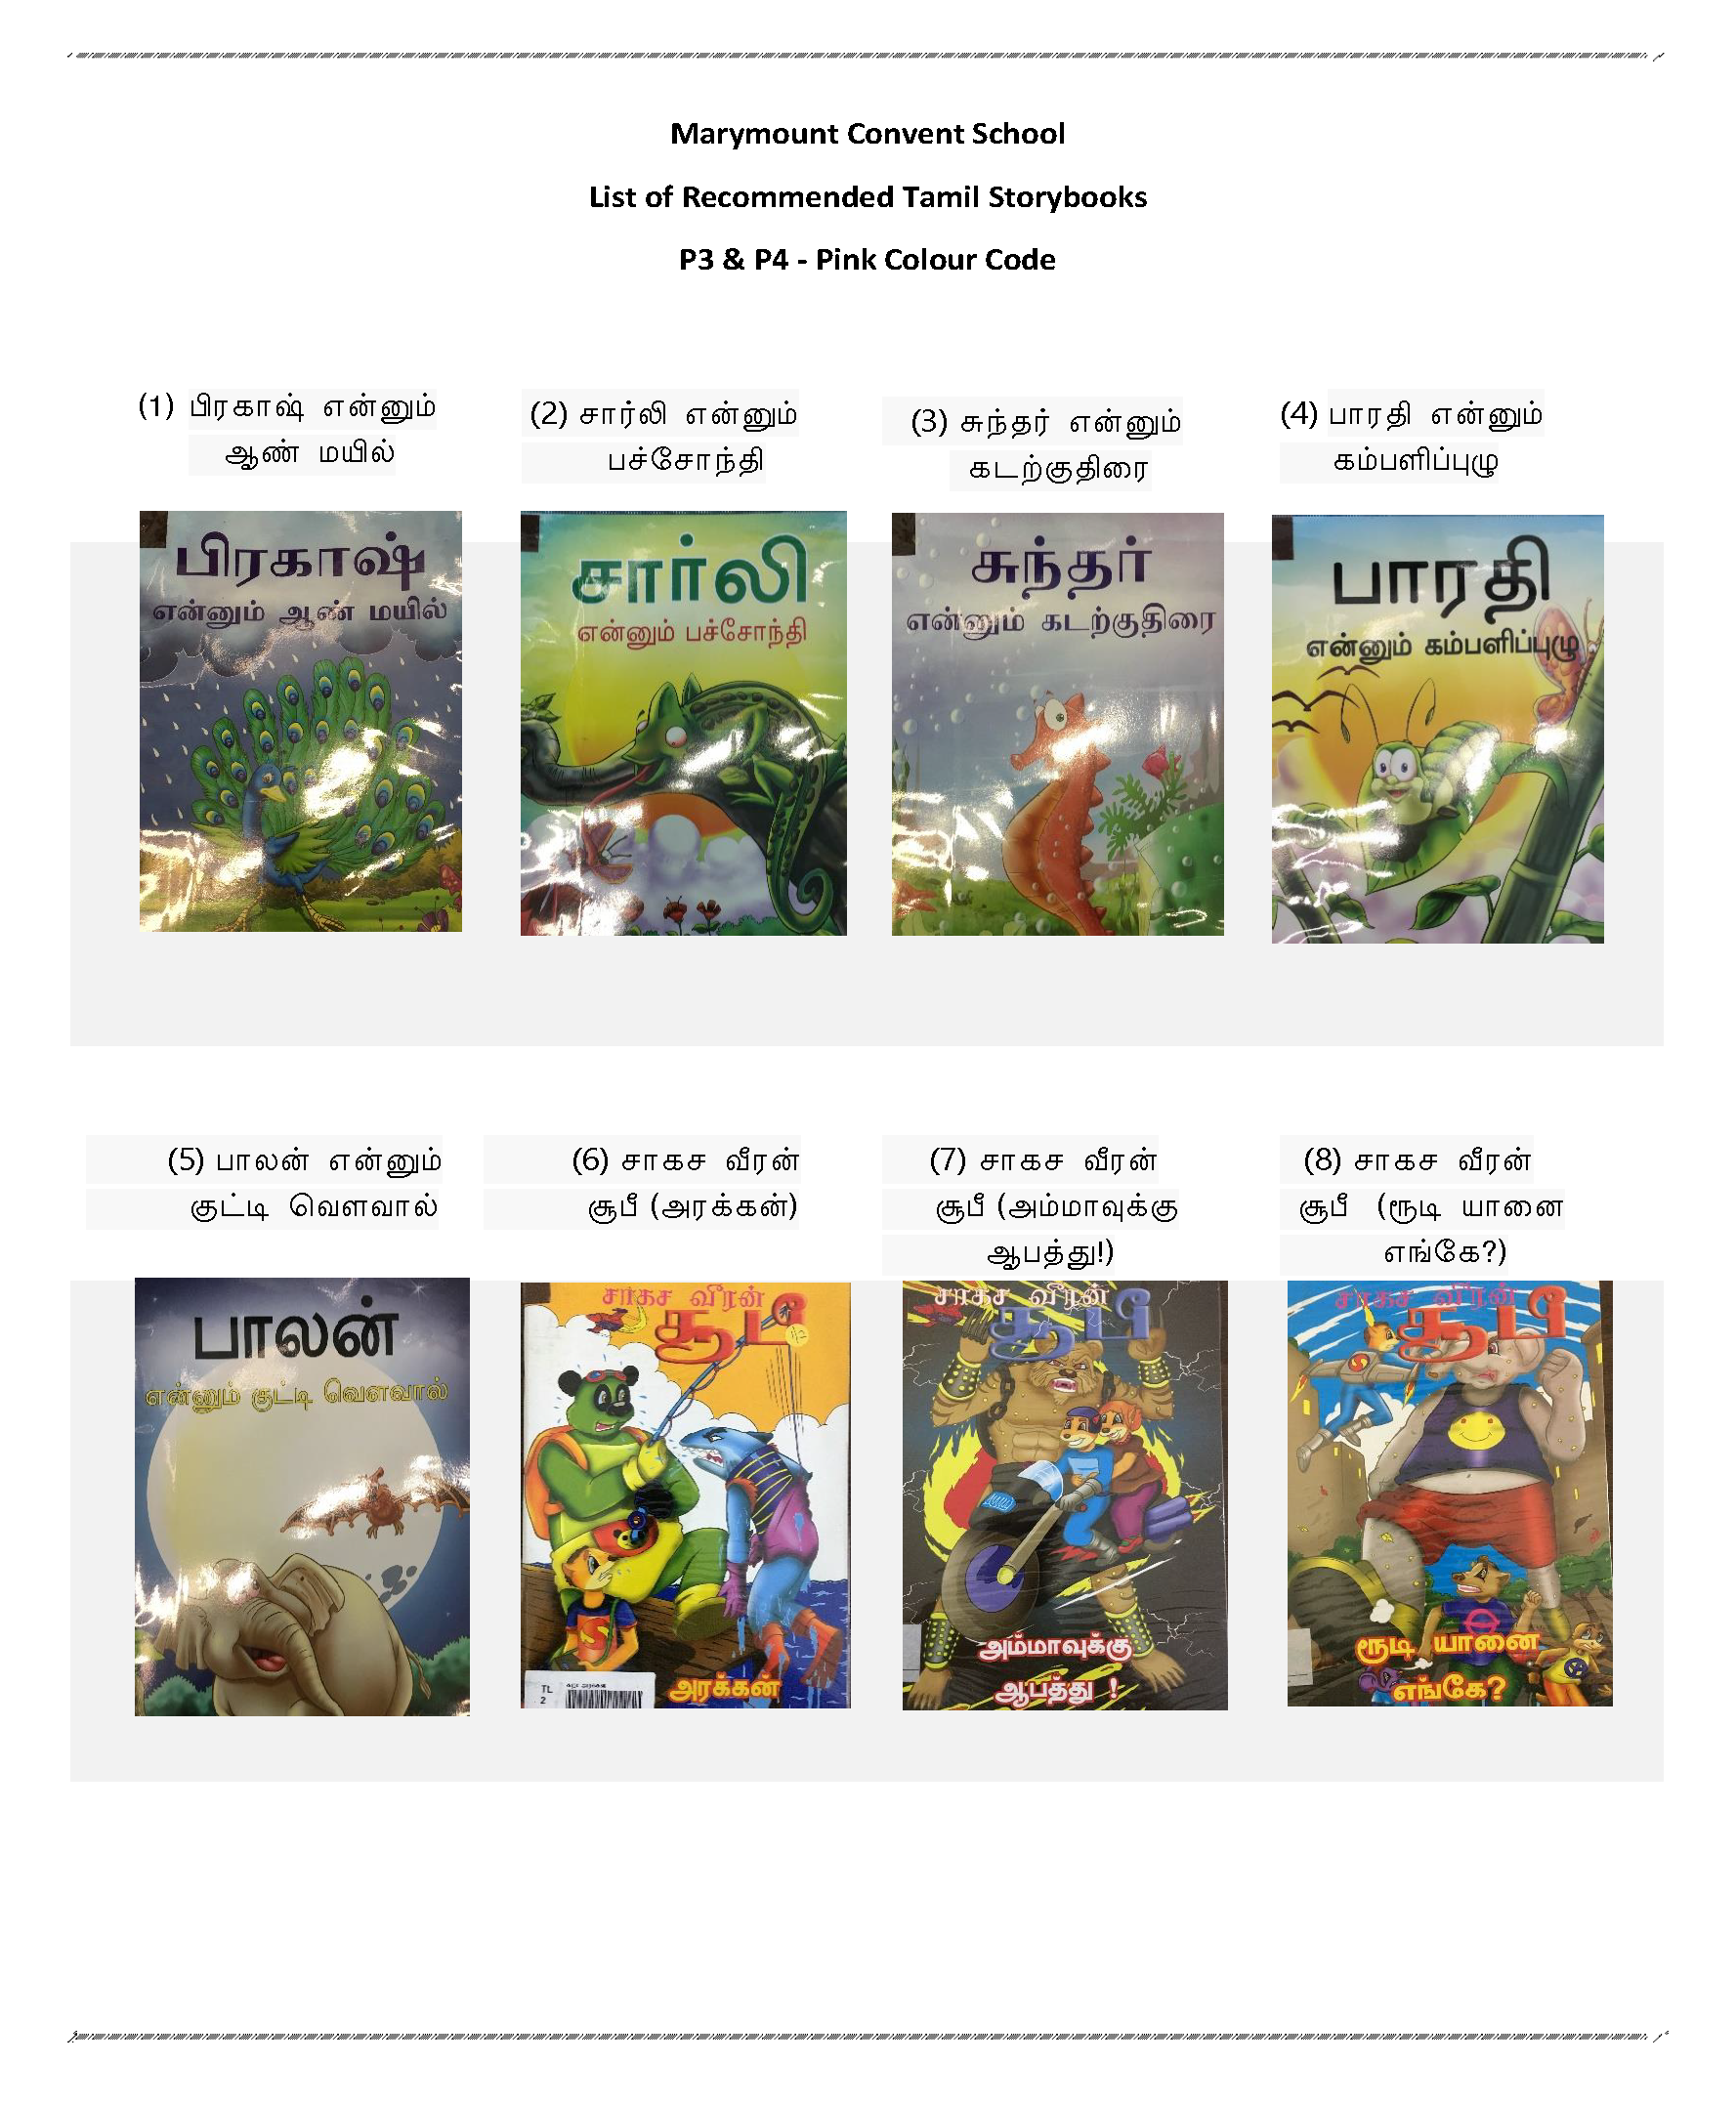 Marymount Convent School
List of Recommended Tamil Storybooks
P3 & P4 - Pink Colour Code
(1) பிரகாஷ் என்னும்
ஆண் மயில்
(2) சார்லி என்னும்
பச்சோந்தி
(3) சுந்தர் என்னும்
கடற்குதிரை
(4) பாரதி என்னும்
கம்பளிப்புழு
பிரகாஷ்
என்னும் ஆண் மயில்
சார்லி
என்னும் பச்சோந்தி
சுந்தர்
என்னும் கடற்குதிரை
பாரதி
என்னும் கம்பளிப்புழு
(5) பாலன் என்னும்
குட்டி வௌவால்
(6) சாகச வீரன்
சூபீ (அரக்கன்)
(7) சாகச வீரன்
சூபீ (அம்மாவுக்கு
ஆபத்து!)
(8) சாகச வீரன்
சூபீ (ரூடி யானை
எங்கே?)
பாலன்
என்னும் குட்டி வௌவால்
சாகச வீரன்
சூபீ
TL
2
அரக்கன்
சாகச வீரன்
சூபீ
அம்மாவுக்கு
ஆபத்து !
சாகச வீரன்
சூபீ
ரூடி யானை
எங்கே?